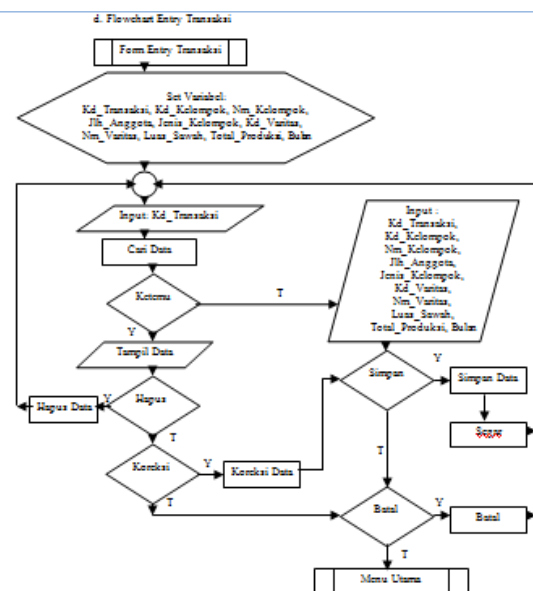 d. Flowchart Entry Transaksi
Form Entry Transaksi
Set Variabel:
Kd_Transaksi, Kd_Kelompok, Nm_Kelompok,
Jlh_Anggota, Jenis_Kelompok, Kd_Varitas,
Nm_Varitas, Luas_Sawah, Total_Produksi, Bulan
Input: Kd_Transaksi
Cari Data
Ketemu
T
Y
Tampil Data
Hapus
Y
Hapus Data
T
Koreksi
Y
Koreksi Data
T
Input :
Kd_Transaksi,
Kd_Kelompok,
Nm_Kelompok,
Jlh_Anggota,
Jenis_Kelompok,
Kd_Varitas,
Nm_Varitas,
Luas_Sawah,
Total_Produksi, Bulan
Simpan
Y
Simpan Data
T
Batal
Y
Batal
T
Menu Utama